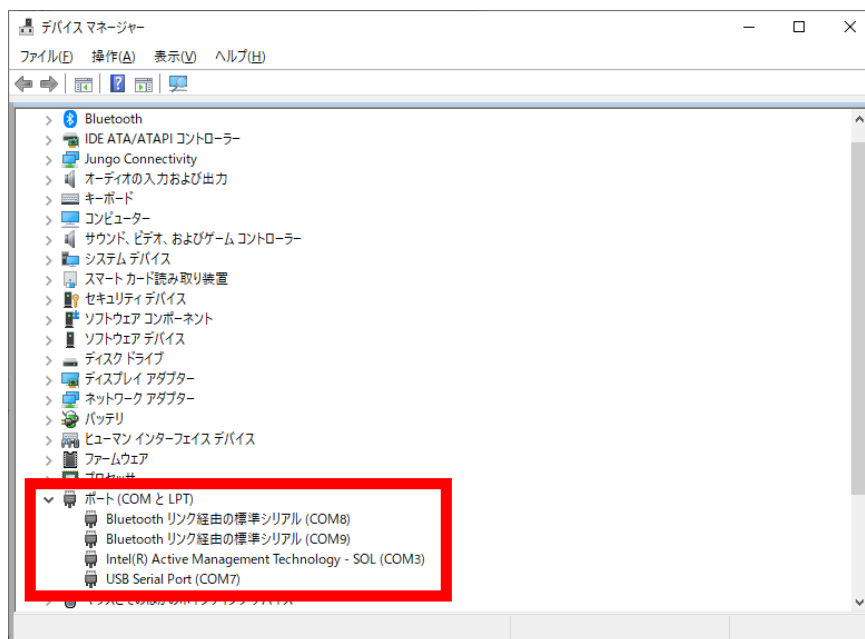 デバイス マネージャー
ファイル(F) 操作(A) 表示(V) ヘルプ(H)
Bluetooth
IDE ATA/ATAPI コントローラー
Jungo Connectivity
オーディオの入力および出力
キーボード
コンピューター
サウンド、ビデオ、およびゲーム コントローラー
システム デバイス
スマート カード読み取り装置
セキュリティ デバイス
ソフトウェア コンポーネント
ソフトウェア デバイス
ディスク ドライブ
ディスプレイ アダプター
ネットワーク アダプター
バッテリ
ヒューマン インターフェイス デバイス
ファームウェア
プロセッサ
ポート (COM と LPT)
Bluetooth リンク経由の標準シリアル (COM8)
Bluetooth リンク経由の標準シリアル (COM9)
Intel(R) Active Management Technology - SOL (COM3)
USB Serial Port (COM7)